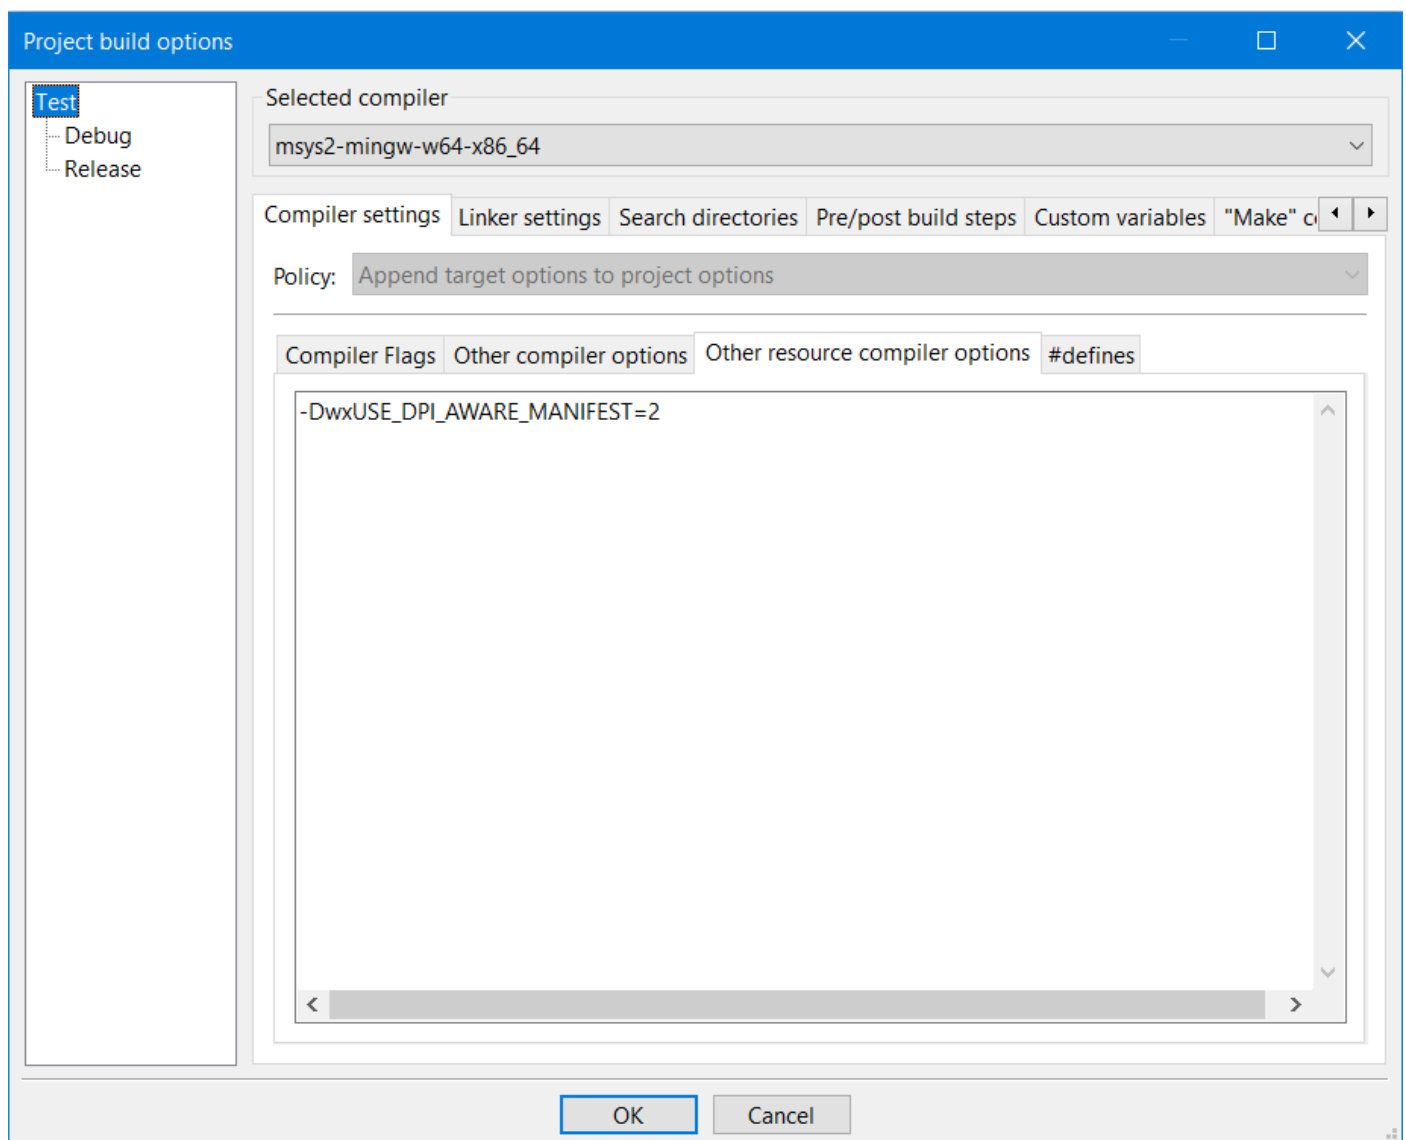 Project build options
Test
Debug
Release
Selected compiler
msys2-mingw-w64-x86_64
Compiler settings Linker settings Search directories Pre/post build steps Custom variables "Make"
Policy: Append target options to project options
Compiler Flags Other compiler options Other resource compiler options #defines
-DwxUSE_DPI_AWARE_MANIFEST=2
OK Cancel